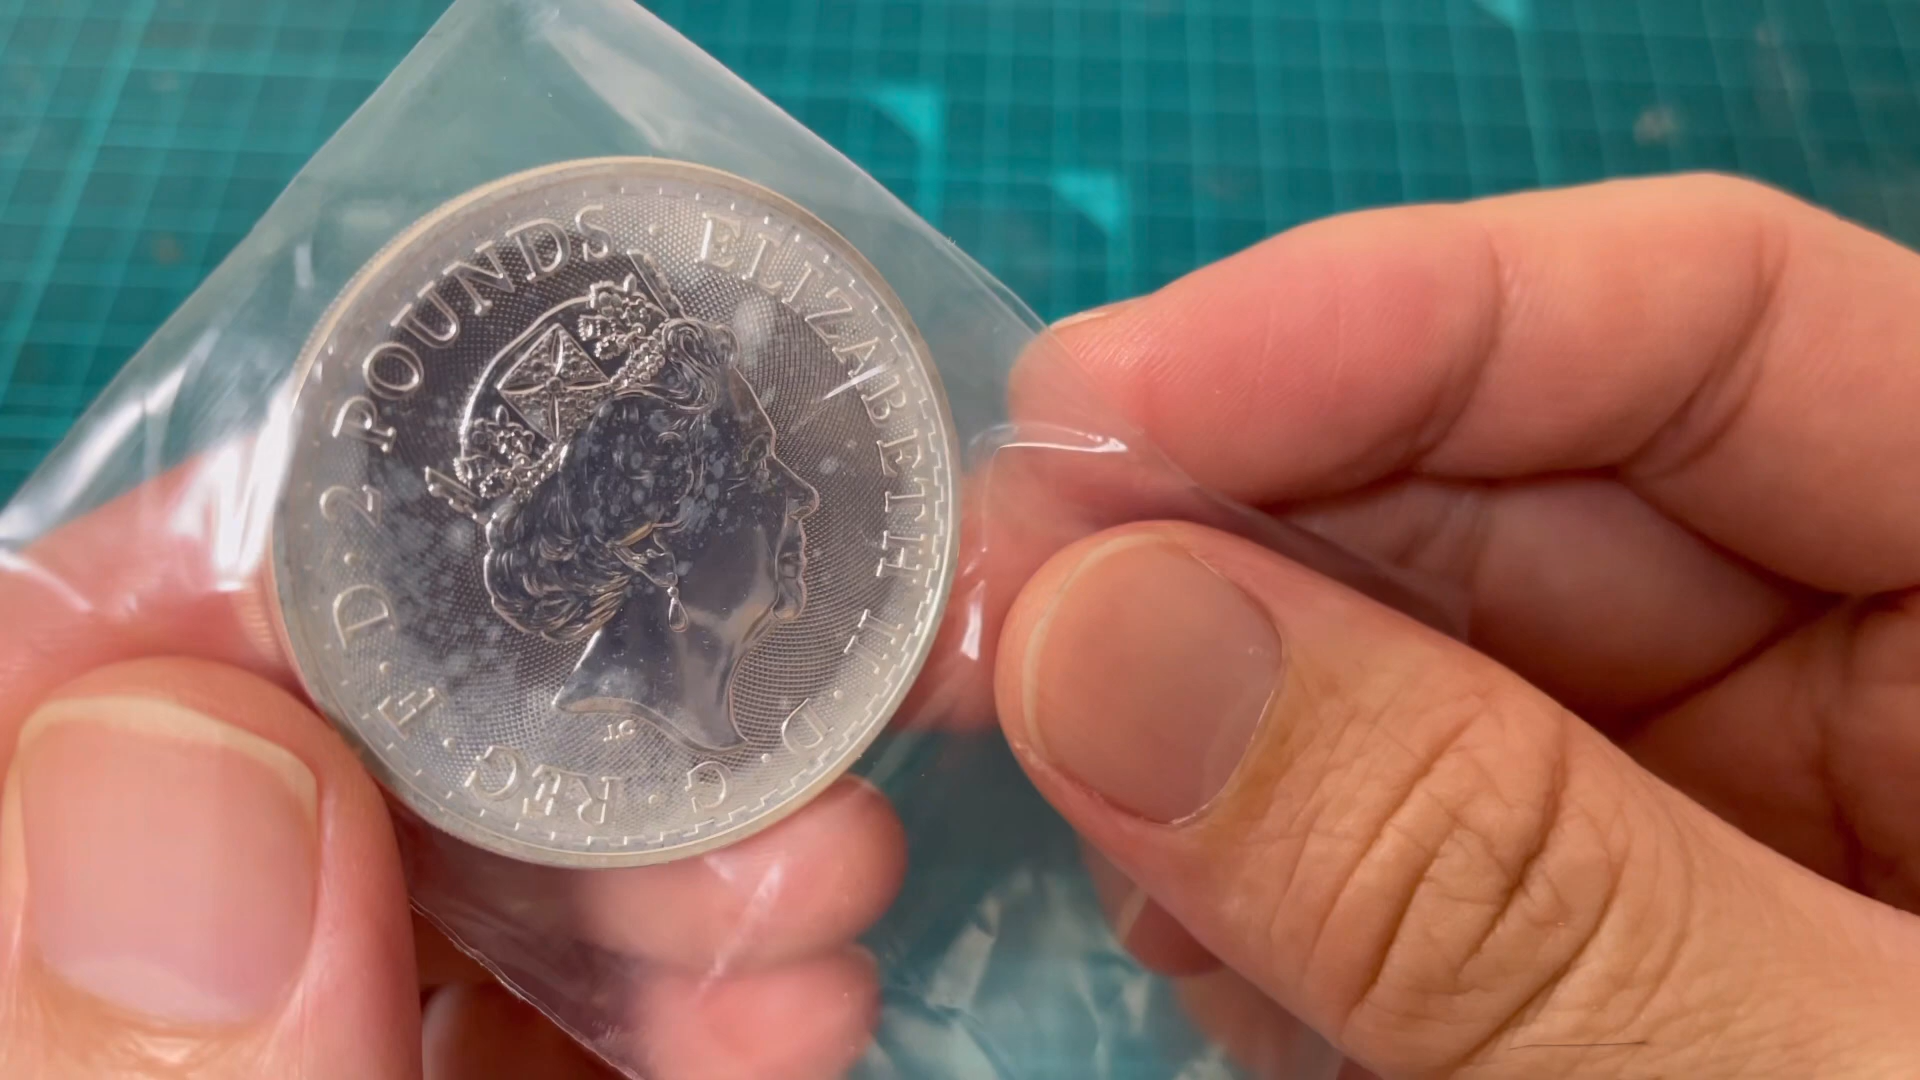 ELIZABETH II · D · G · REG · F · D · 2 POUNDS ·
JC